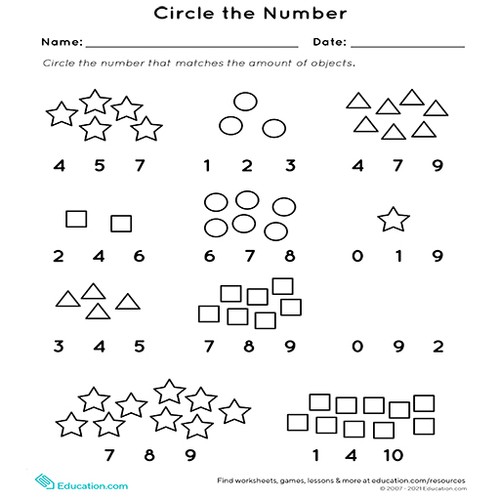 Circle the Number
Name: Date:
Circle the number that matches the amount of objects.
4 5 7 1 2 3 4 7 9
2 4 6 6 7 8 0 1 9
3 4 5 7 8 9 0 9 2
7 8 9 1 4 10
Education.com
Find worksheets, games, lessons & more at education.com/resources
© 2007 - 2021 Education.com